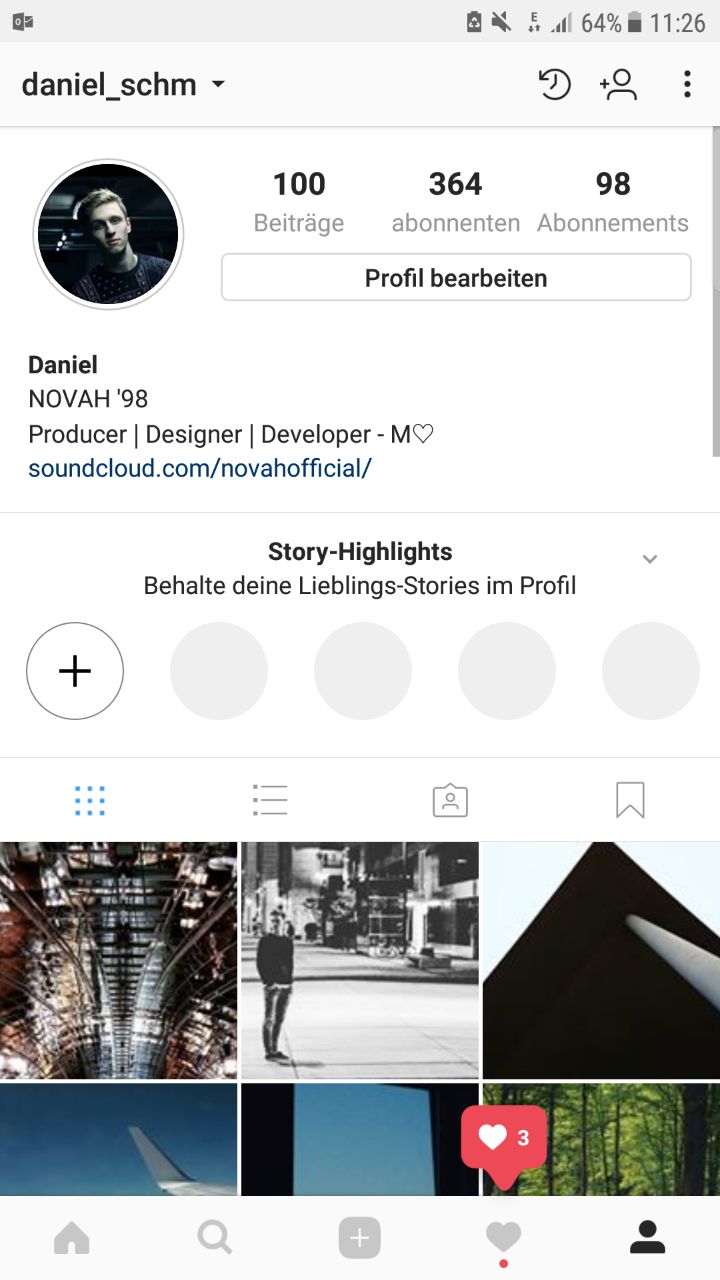 E 64% 11:26
daniel_schm
100 364 98
Beiträge abonnenten Abonnements
Profil bearbeiten
Daniel
NOVAH '98
Producer | Designer | Developer - M♡
soundcloud.com/novahofficial/
Story-Highlights
Behalte deine Lieblings-Stories im Profil
3